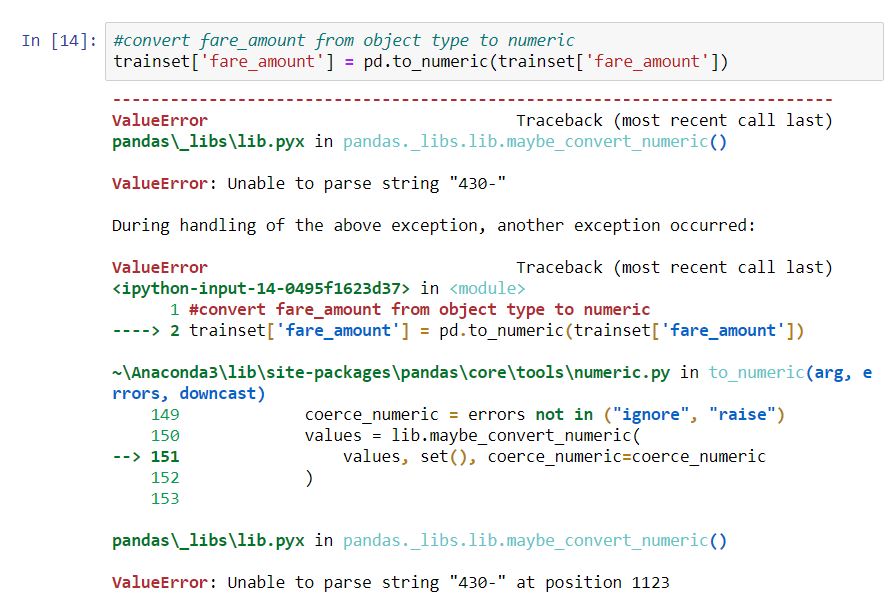 In [14]: #convert fare_amount from object type to numeric
trainset['fare_amount'] = pd.to_numeric(trainset['fare_amount'])
---------------------------------------------------------------------------
ValueError                                Traceback (most recent call last)
pandas\_libs\lib.pyx in pandas._libs.lib.maybe_convert_numeric()
ValueError: Unable to parse string "430-"
During handling of the above exception, another exception occurred:
ValueError                                Traceback (most recent call last)
<ipython-input-14-0495f1623d37> in <module>
      1 #convert fare_amount from object type to numeric
----> 2 trainset['fare_amount'] = pd.to_numeric(trainset['fare_amount'])
~\Anaconda3\lib\site-packages\pandas\core\tools\numeric.py in to_numeric(arg, e
rrors, downcast)
    149             coerce_numeric = errors not in ("ignore", "raise")
    150             values = lib.maybe_convert_numeric(
--> 151                 values, set(), coerce_numeric=coerce_numeric
    152             )
    153
pandas\_libs\lib.pyx in pandas._libs.lib.maybe_convert_numeric()
ValueError: Unable to parse string "430-" at position 1123